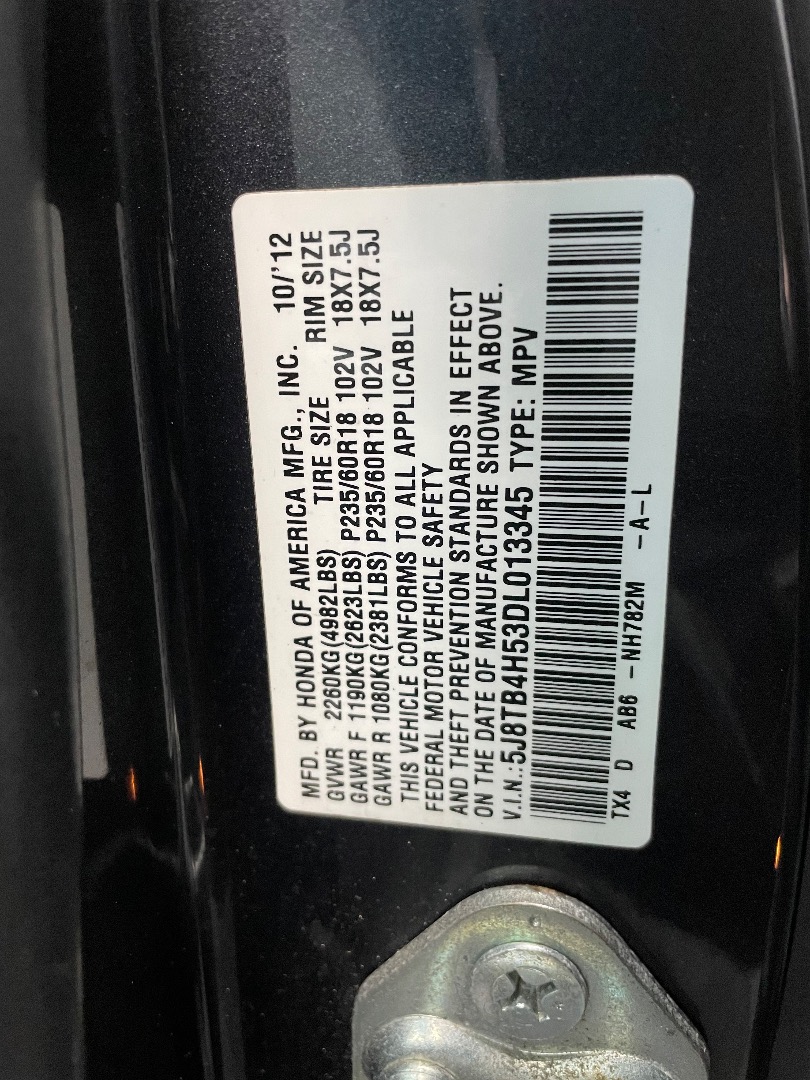 MFD. BY HONDA OF AMERICA MFG., INC. 10/'12
GVWR 2260KG(4982LBS) TIRE SIZE RIM SIZE
GAWR F 1190KG(2623LBS) P235/60R18 102V 18X7.5J
GAWR R 1080KG(2381LBS) P235/60R18 102V 18X7.5J
THIS VEHICLE CONFORMS TO ALL APPLICABLE
FEDERAL MOTOR VEHICLE SAFETY
AND THEFT PREVENTION STANDARDS IN EFFECT
ON THE DATE OF MANUFACTURE SHOWN ABOVE.
V.I.N.:5J8TB4H53DL013345 TYPE: MPV
TX4 D AB6 -NH782M -A-L